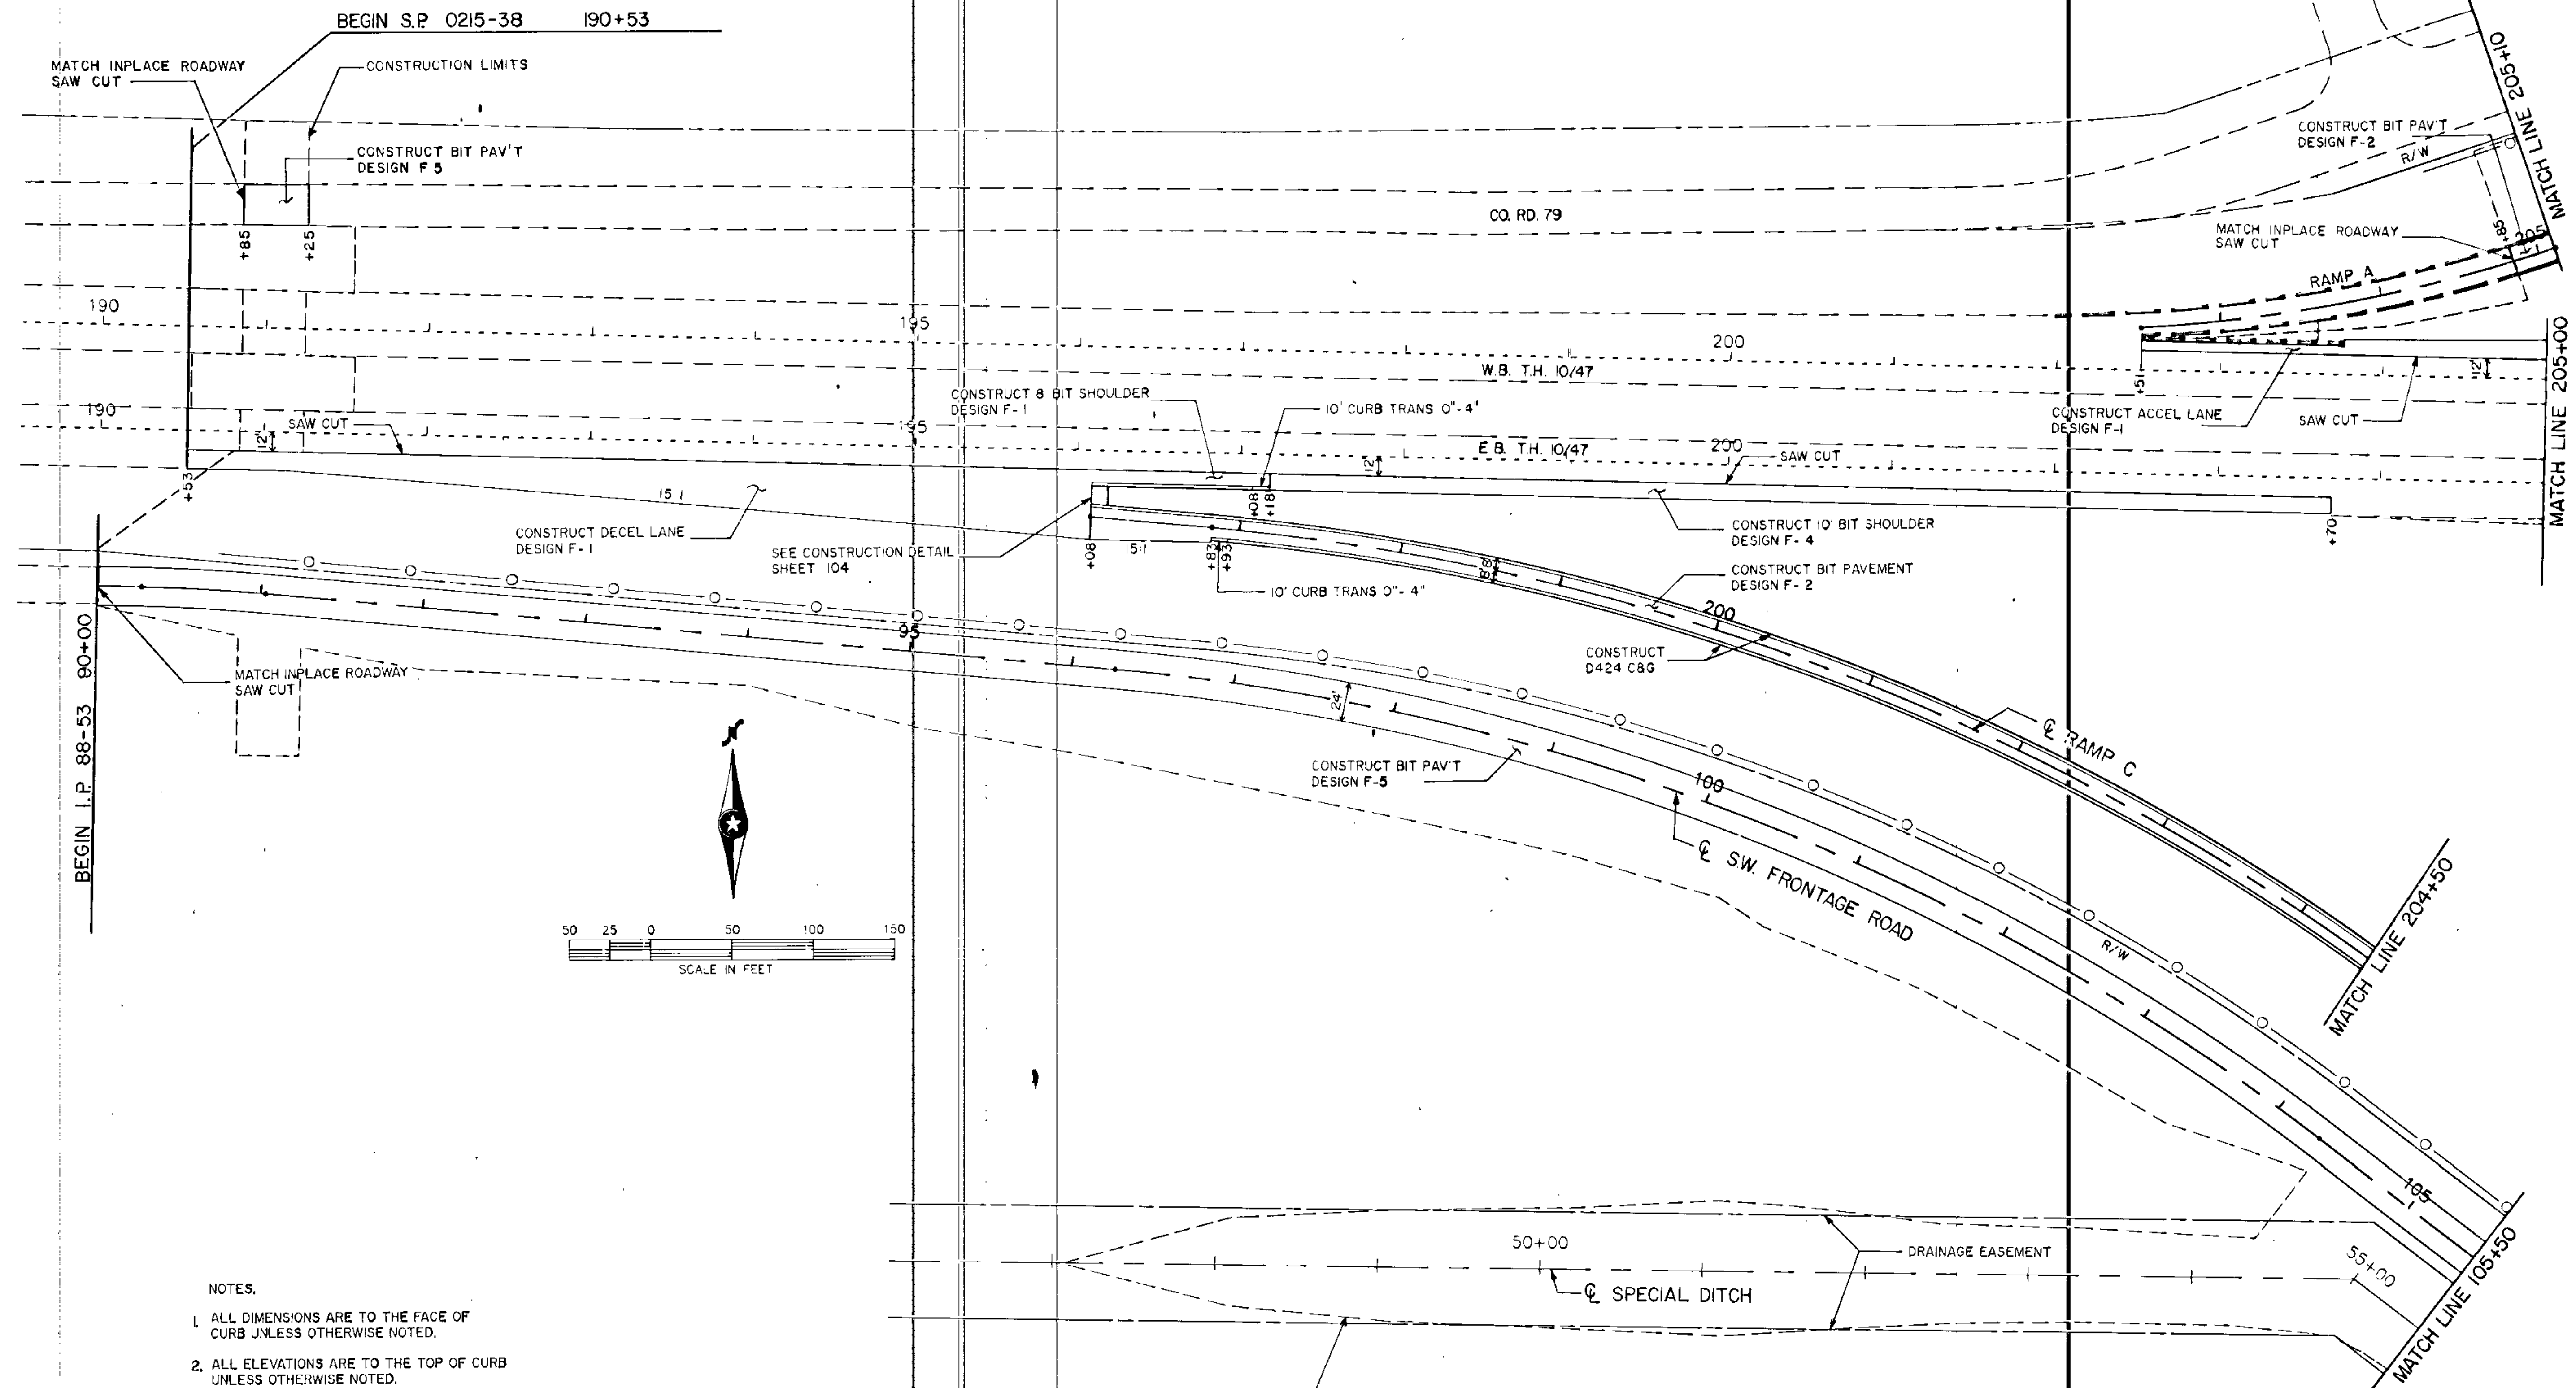 BEGIN S.P. 0215-38 190+53
MATCH INPLACE ROADWAY
SAW CUT
CONSTRUCTION LIMITS
CONSTRUCT BIT PAV'T
DESIGN F 5
+85
+25
CO. RD. 79
CONSTRUCT BIT PAV'T
DESIGN F-2
R/W
MATCH LINE 205+10
MATCH INPLACE ROADWAY
SAW CUT
+85
205
RAMP A
190
195
200
W.B. T.H. 10/47
+51
12'
CONSTRUCT ACCEL LANE
DESIGN F-1
SAW CUT
MATCH LINE 205+00
190
SAW CUT
12'
195
CONSTRUCT 8 BIT SHOULDER
DESIGN F-1
10' CURB TRANS 0"-4"
E.B. T.H. 10/47
12'
200
SAW CUT
+53
15:1
CONSTRUCT DECEL LANE
DESIGN F-1
SEE CONSTRUCTION DETAIL
SHEET 104
+08
+18
+08
15:1
+83
+93
10' CURB TRANS 0"-4"
8'
8'
CONSTRUCT 10' BIT SHOULDER
DESIGN F-4
+70
CONSTRUCT BIT PAVEMENT
DESIGN F-2
200
CONSTRUCT
D424 C&G
℄ RAMP C
MATCH LINE 204+50
BEGIN I.P. 88-53 90+00
MATCH INPLACE ROADWAY
SAW CUT
95
24'
CONSTRUCT BIT PAV'T
DESIGN F-5
100
℄ S.W. FRONTAGE ROAD
R/W
105
MATCH LINE 105+50
N
50 25 0 50 100 150
SCALE IN FEET
50+00
55+00
DRAINAGE EASEMENT
℄ SPECIAL DITCH
NOTES.
1. ALL DIMENSIONS ARE TO THE FACE OF
CURB UNLESS OTHERWISE NOTED.
2. ALL ELEVATIONS ARE TO THE TOP OF CURB
UNLESS OTHERWISE NOTED.